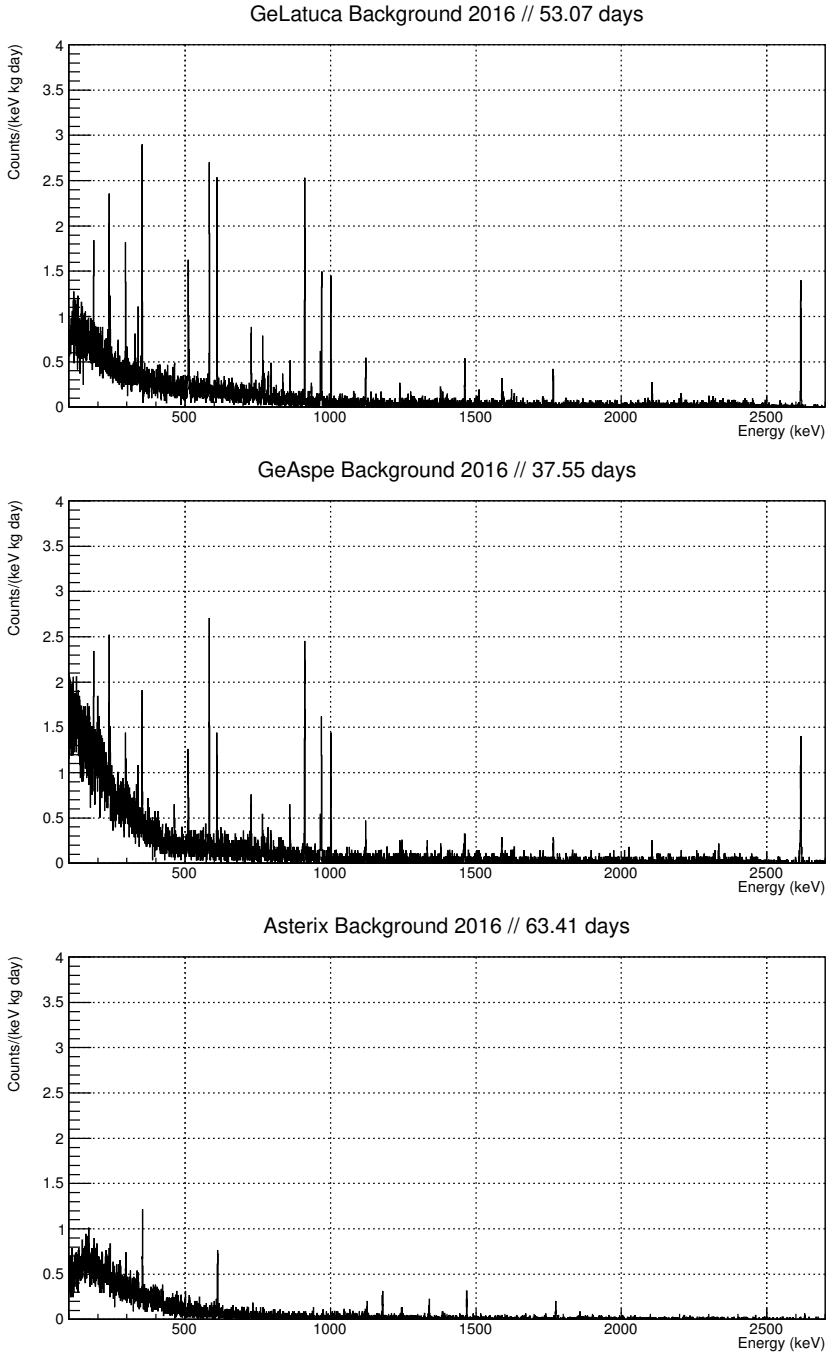 GeLatuca Background 2016 // 53.07 days
Counts/(keV kg day)
4
3.5
3
2.5
2
1.5
1
0.5
0
500 1000 1500 2000 2500
Energy (keV)
GeAspe Background 2016 // 37.55 days
Counts/(keV kg day)
4
3.5
3
2.5
2
1.5
1
0.5
0
500 1000 1500 2000 2500
Energy (keV)
Asterix Background 2016 // 63.41 days
Counts/(keV kg day)
4
3.5
3
2.5
2
1.5
1
0.5
0
500 1000 1500 2000 2500
Energy (keV)